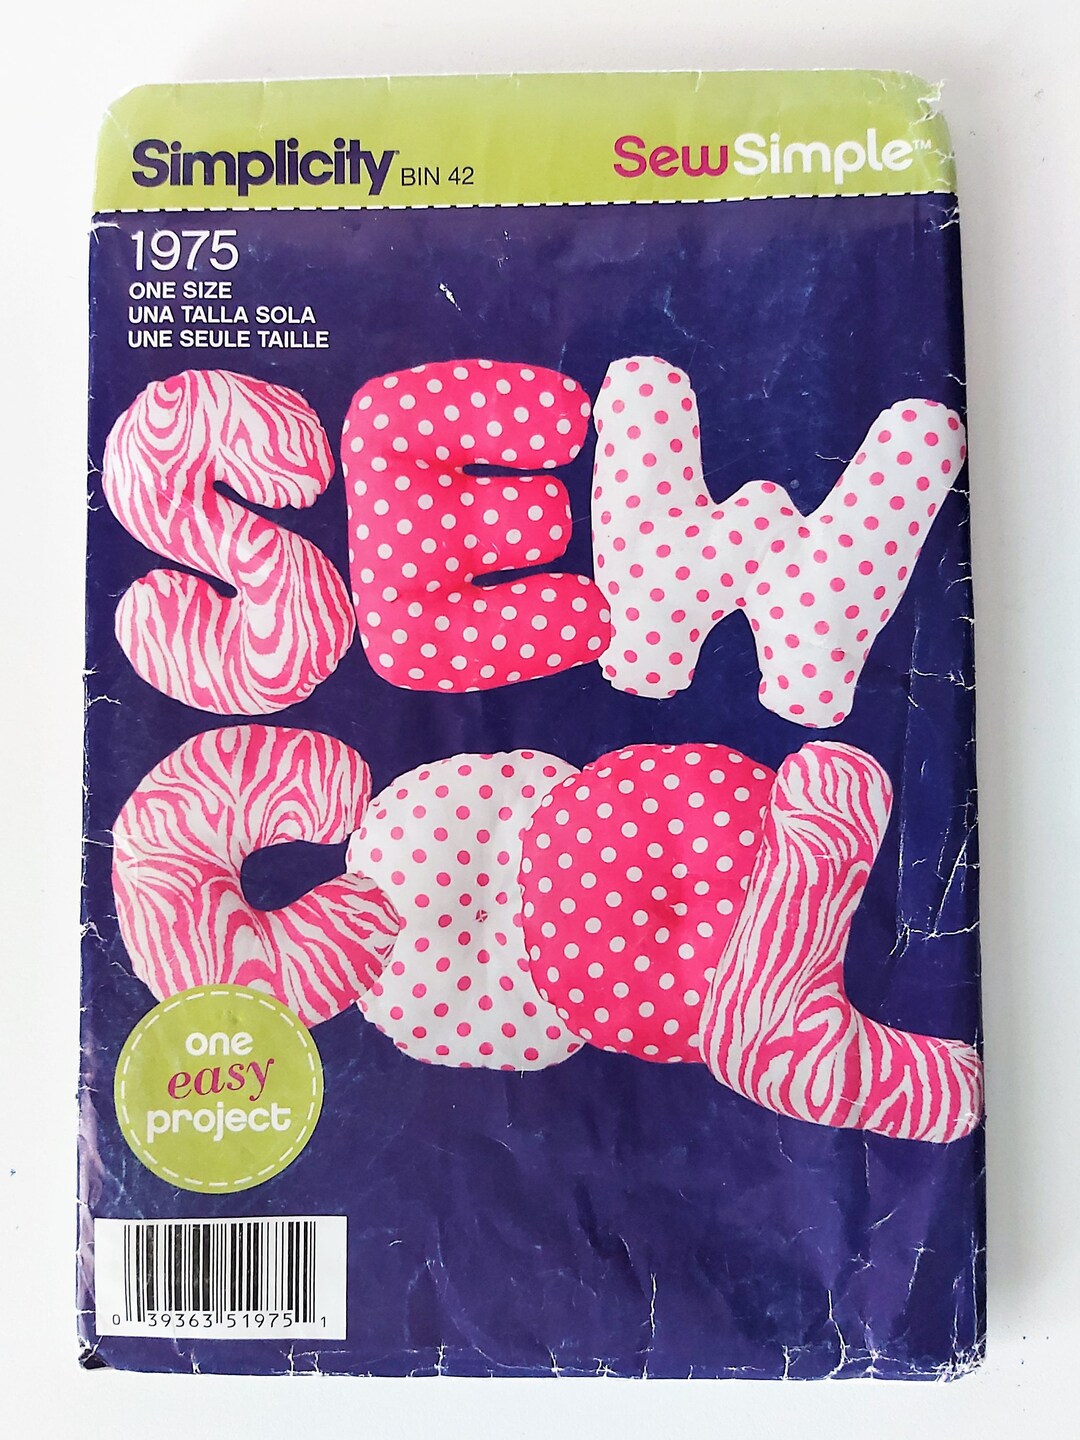 Simplicity BIN 42
SewSimple™
1975
ONE SIZE
UNA TALLA SOLA
UNE SEULE TAILLE
SEW
COOL
one
easy
project
0 39363 51975 1